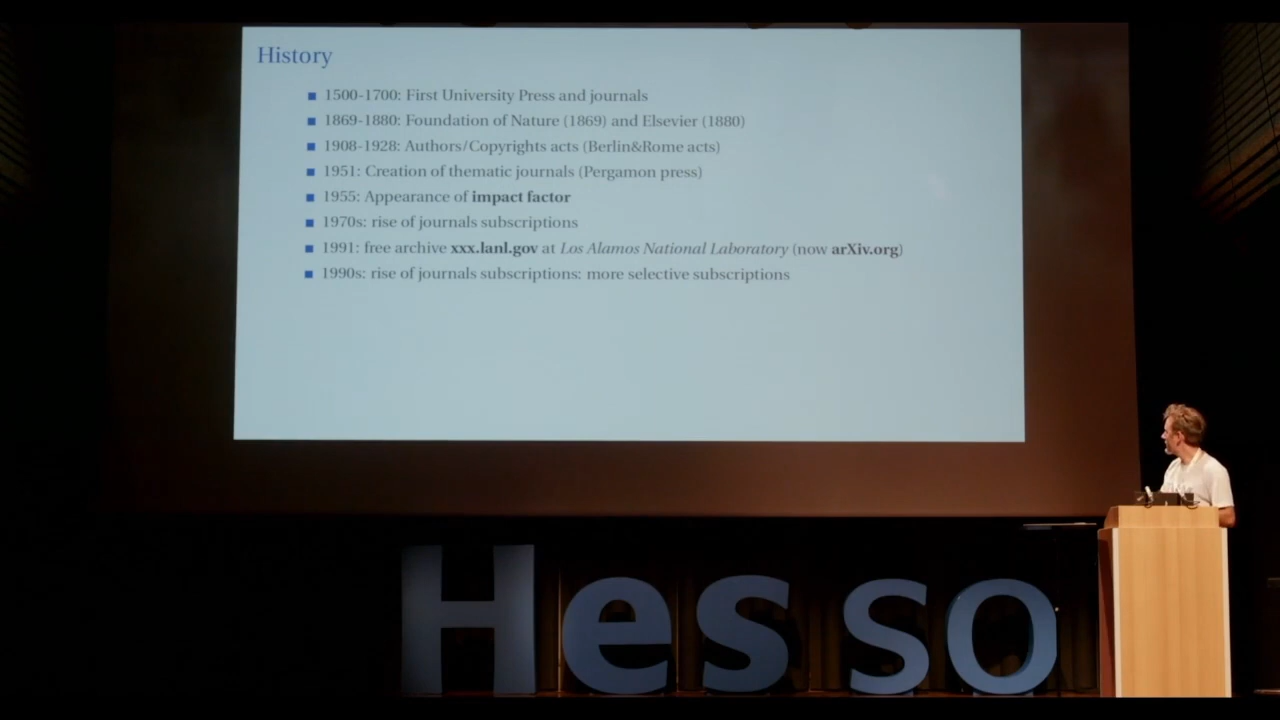 History
■ 1500-1700: First University Press and journals
■ 1869-1880: Foundation of Nature (1869) and Elsevier (1880)
■ 1908-1928: Authors/Copyrights acts (Berlin&Rome acts)
■ 1951: Creation of thematic journals (Pergamon press)
■ 1955: Appearance of impact factor
■ 1970s: rise of journals subscriptions
■ 1991: free archive xxx.lanl.gov at Los Alamos National Laboratory (now arXiv.org)
■ 1990s: rise of journals subscriptions: more selective subscriptions
Hes so